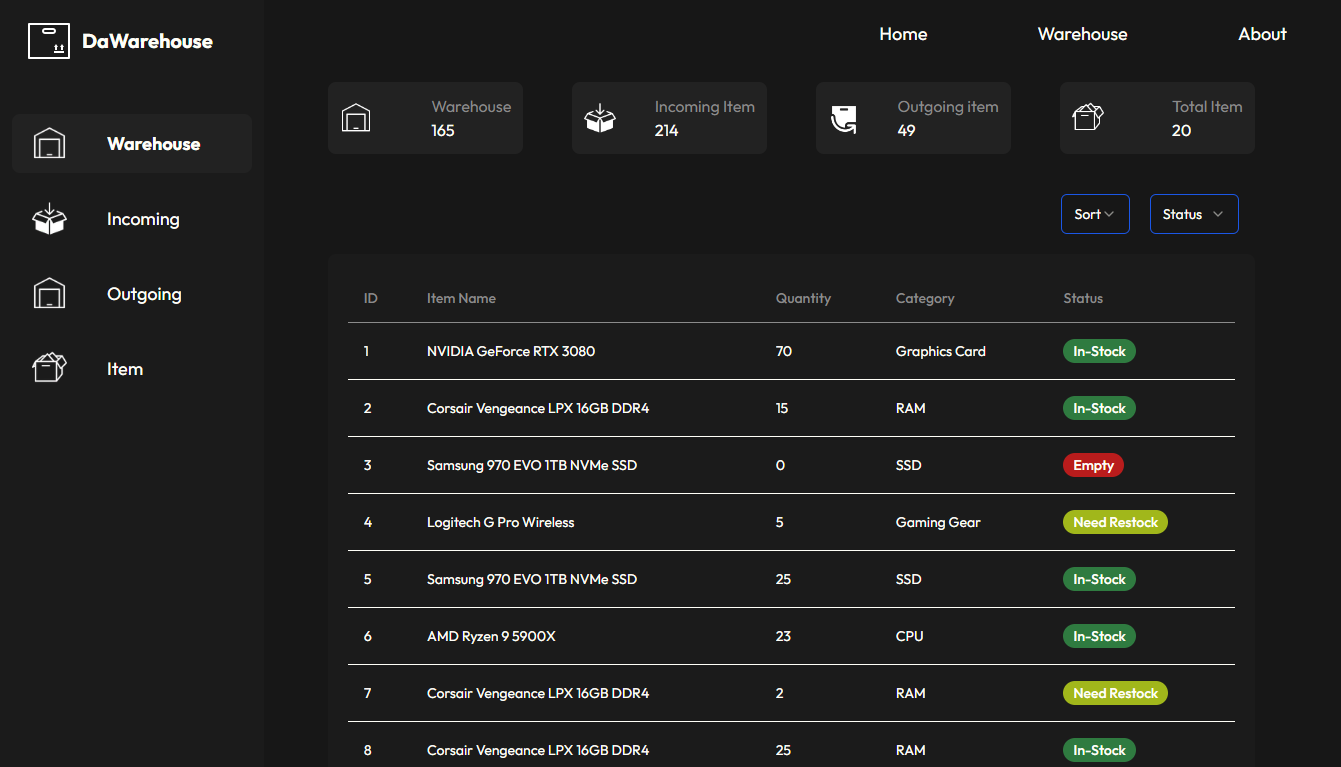 DaWarehouse
Home Warehouse About
Warehouse
165
Incoming Item
214
Outgoing item
49
Total Item
20
Warehouse
Incoming
Outgoing
Item
Sort Status
ID Item Name Quantity Category Status
1 NVIDIA GeForce RTX 3080 70 Graphics Card In-Stock
2 Corsair Vengeance LPX 16GB DDR4 15 RAM In-Stock
3 Samsung 970 EVO 1TB NVMe SSD 0 SSD Empty
4 Logitech G Pro Wireless 5 Gaming Gear Need Restock
5 Samsung 970 EVO 1TB NVMe SSD 25 SSD In-Stock
6 AMD Ryzen 9 5900X 23 CPU In-Stock
7 Corsair Vengeance LPX 16GB DDR4 2 RAM Need Restock
8 Corsair Vengeance LPX 16GB DDR4 25 RAM In-Stock